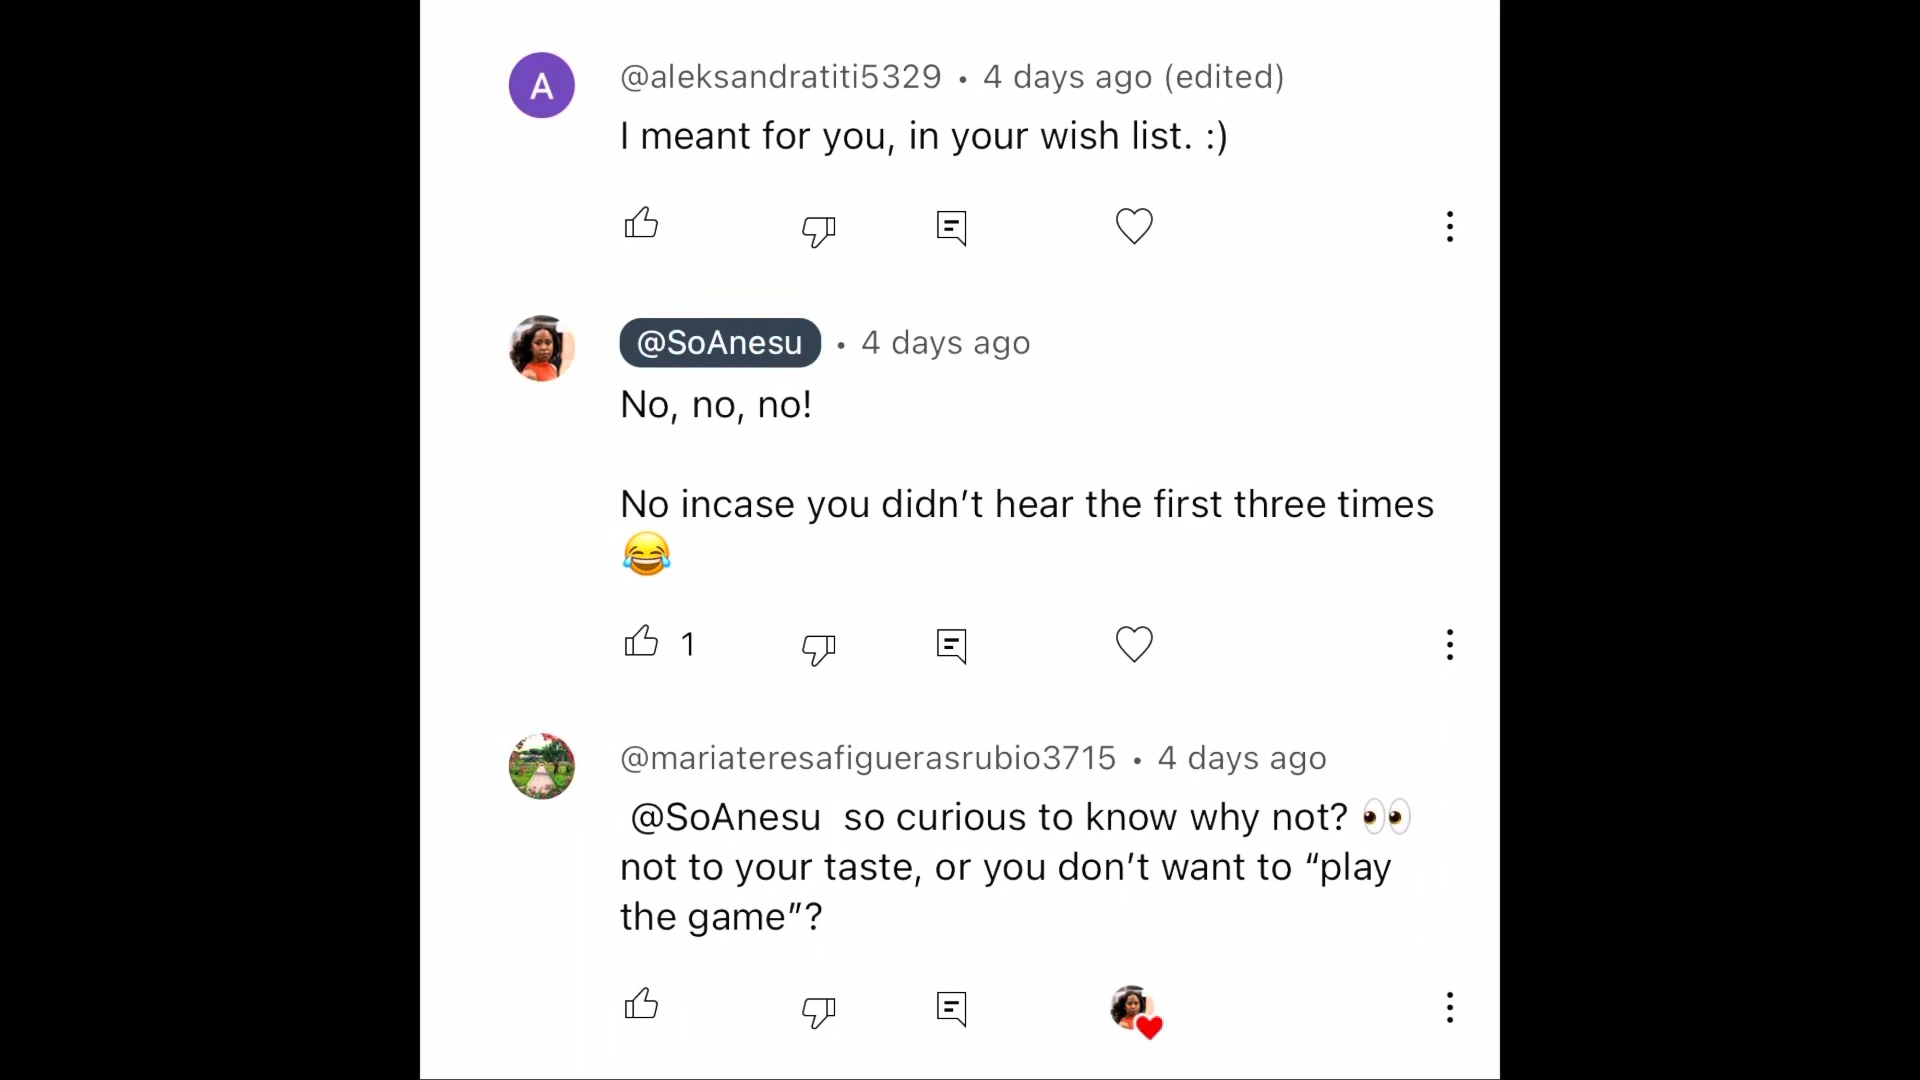 A
@aleksandratiti5329 • 4 days ago (edited)
I meant for you, in your wish list. :)
@SoAnesu • 4 days ago
No, no, no!
No incase you didn’t hear the first three times
😂
1
@mariateresafiguerasrubio3715 • 4 days ago
@SoAnesu so curious to know why not? 👀
not to your taste, or you don’t want to “play
the game”?